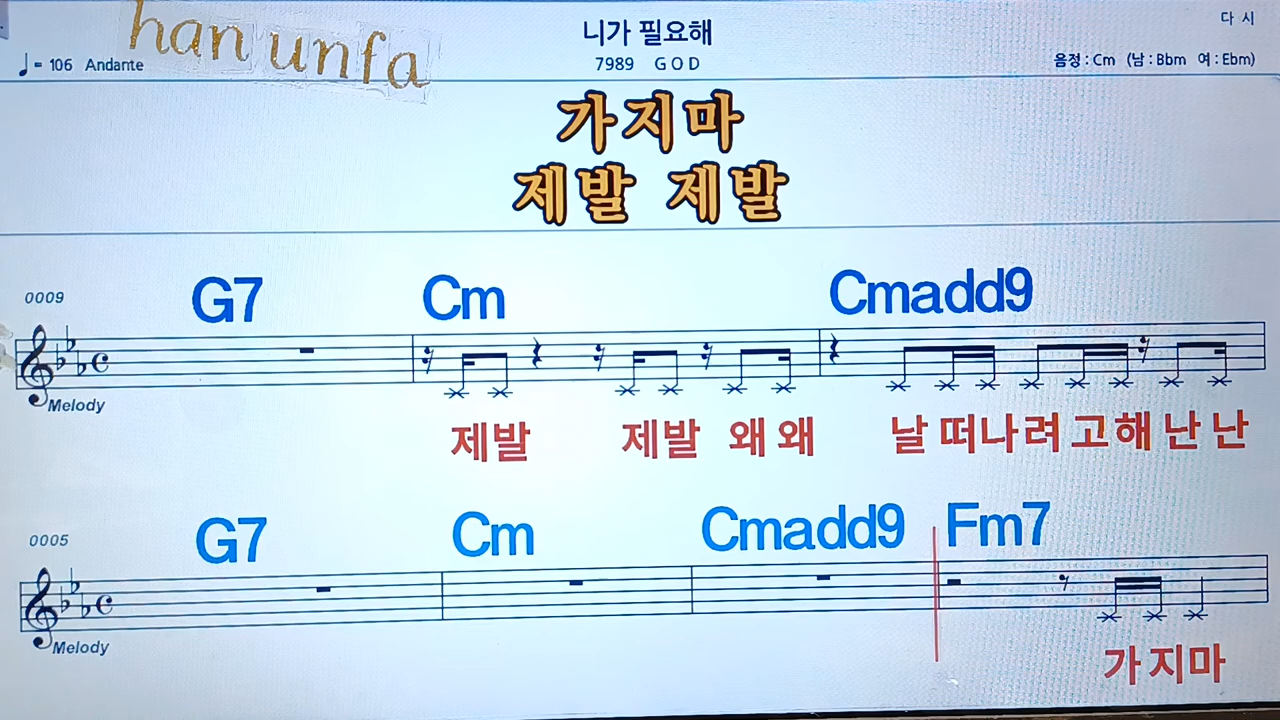 han unfa
니가 필요해
다 시
♩= 106 Andante
7989 G O D
음정 : Cm (남 : Bbm 여 : Ebm)
가지마
제발 제발
0009 G7 Cm Cmadd9
Melody
제발 제발 왜 왜 날 떠나려 고해 난 난
0005 G7 Cm Cmadd9 Fm7
Melody
가 지마